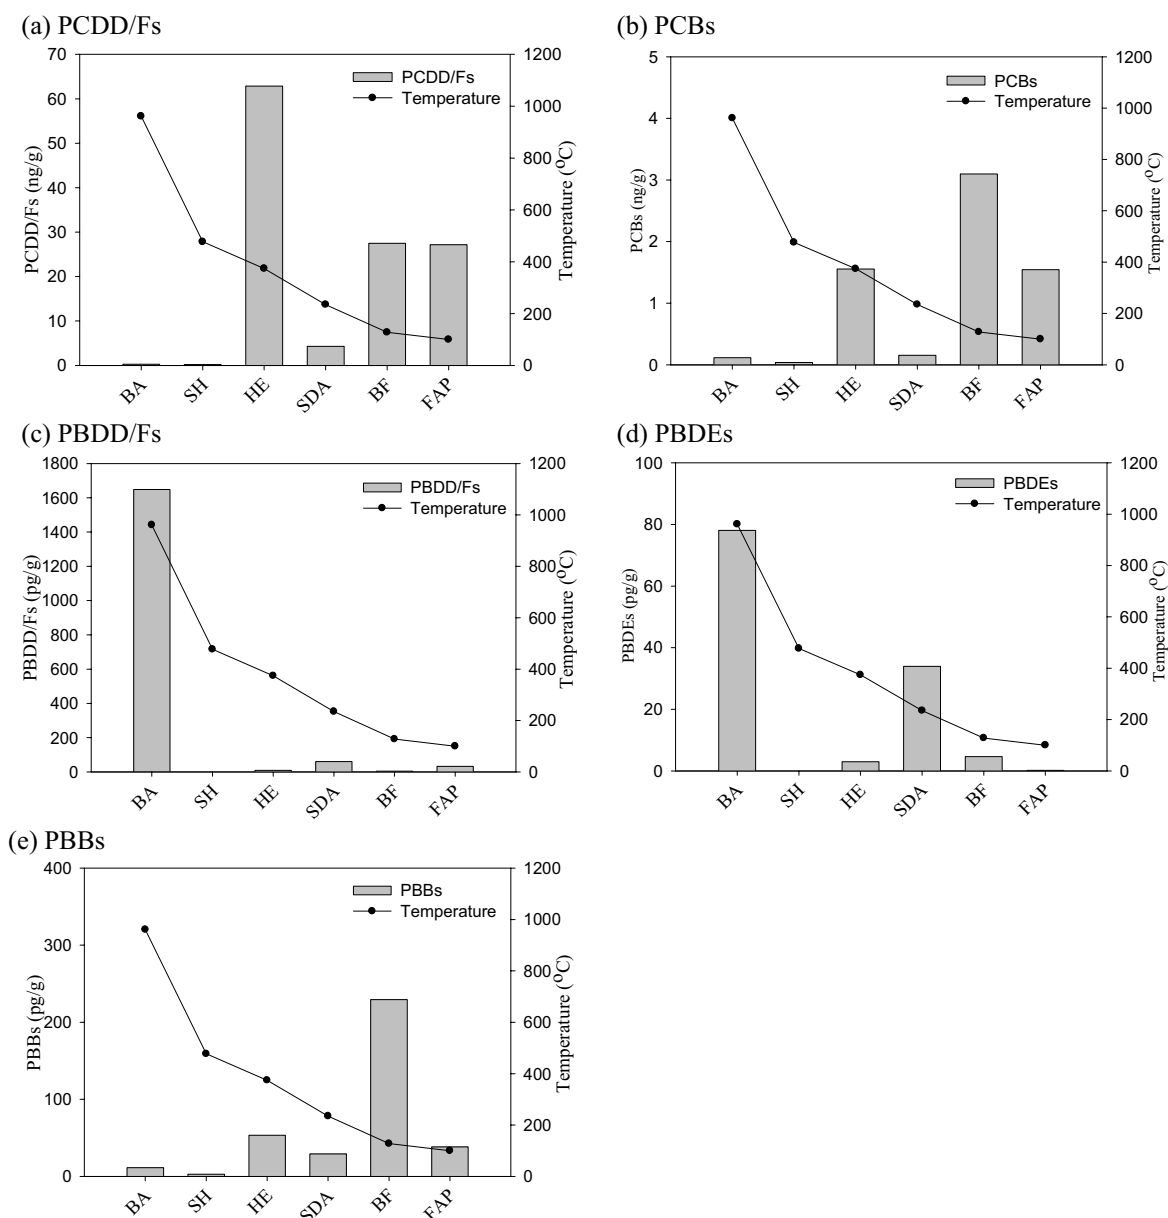 (a) PCDD/Fs
70
60
50
40
30
20
10
0
PCDD/Fs (ng/g)
PCDD/Fs
Temperature
1200
1000
800
600
400
200
0
Temperature (°C)
BA
SH
HE
SDA
BF
FAP
(b) PCBs
5
4
3
2
1
0
PCBs (ng/g)
PCBs
Temperature
1200
1000
800
600
400
200
0
Temperature (°C)
BA
SH
HE
SDA
BF
FAP
(c) PBDD/Fs
1800
1600
1400
1200
1000
800
600
400
200
0
PBDD/Fs (pg/g)
PBDD/Fs
Temperature
1200
1000
800
600
400
200
0
Temperature (°C)
BA
SH
HE
SDA
BF
FAP
(d) PBDEs
100
80
60
40
20
0
PBDEs (pg/g)
PBDEs
Temperature
1200
1000
800
600
400
200
0
Temperature (°C)
BA
SH
HE
SDA
BF
FAP
(e) PBBs
400
300
200
100
0
PBBs (pg/g)
PBBs
Temperature
1200
1000
800
600
400
200
0
Temperature (°C)
BA
SH
HE
SDA
BF
FAP